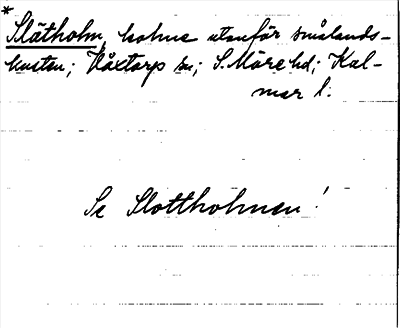 *
Slätholm, holme utanför smålands-
kusten; Växtorp sn; S. Möre hd; Kal-
mar l.
Se Slottholmen!